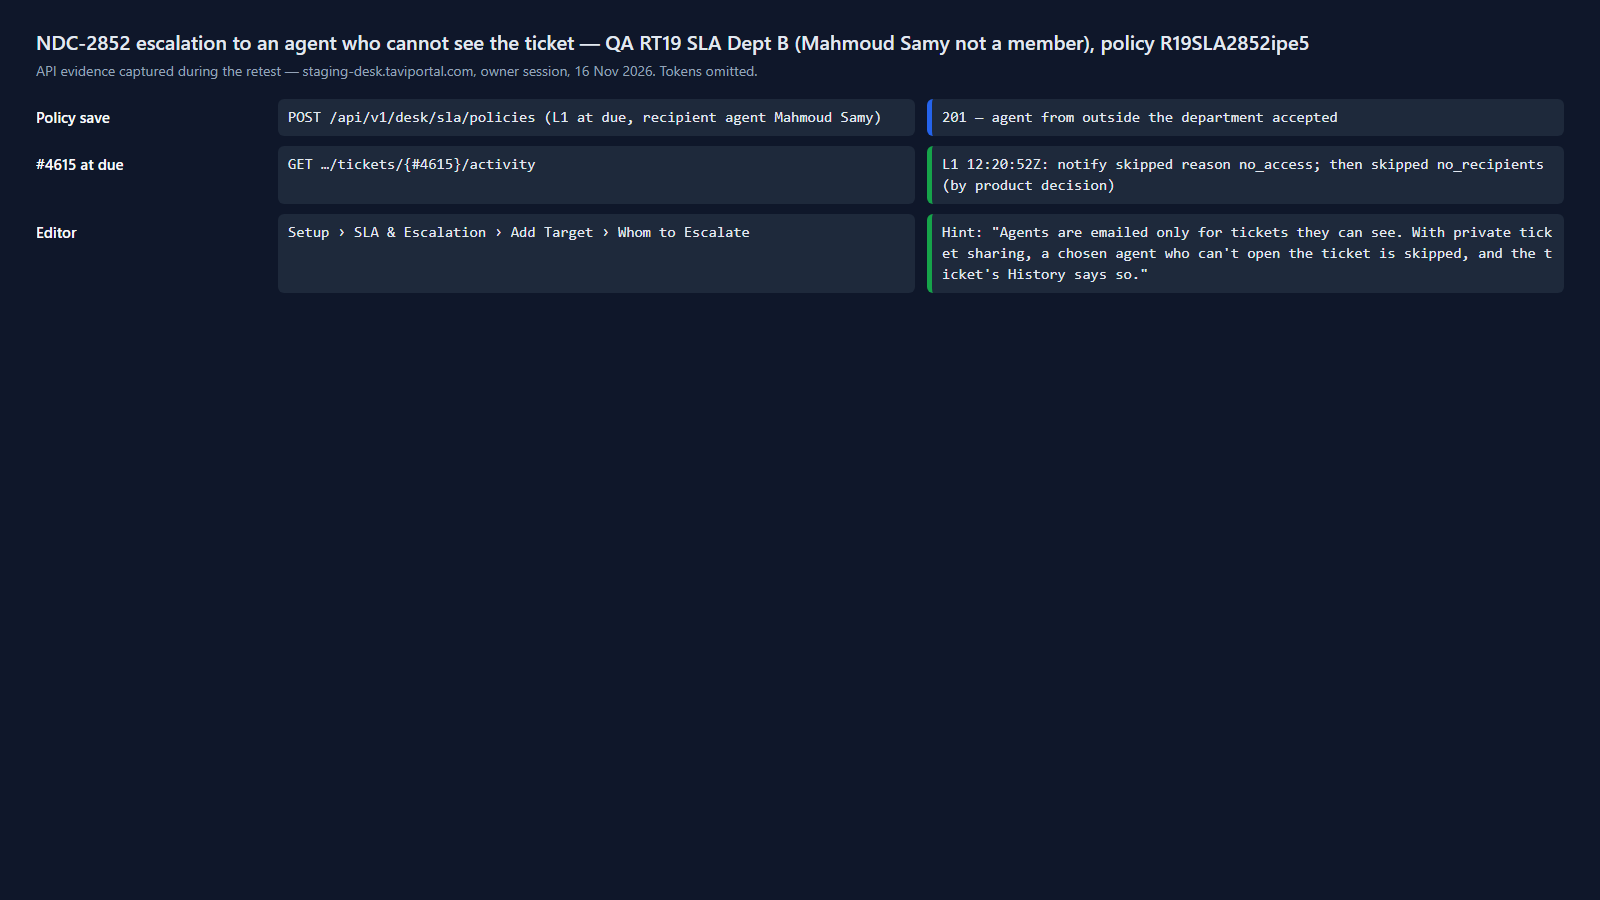 NDC-2852 escalation to an agent who cannot see the ticket — QA RT19 SLA Dept B (Mahmoud Samy not a member), policy R19SLA2852ipe5
API evidence captured during the retest — staging-desk.taviportal.com, owner session, 16 Nov 2026. Tokens omitted.
Policy save
POST /api/v1/desk/sla/policies (L1 at due, recipient agent Mahmoud Samy)
201 — agent from outside the department accepted
#4615 at due
GET …/tickets/{#4615}/activity
L1 12:20:52Z: notify skipped reason no_access; then skipped no_recipients
(by product decision)
Editor
Setup › SLA & Escalation › Add Target › Whom to Escalate
Hint: "Agents are emailed only for tickets they can see. With private tick
et sharing, a chosen agent who can't open the ticket is skipped, and the t
icket's History says so."